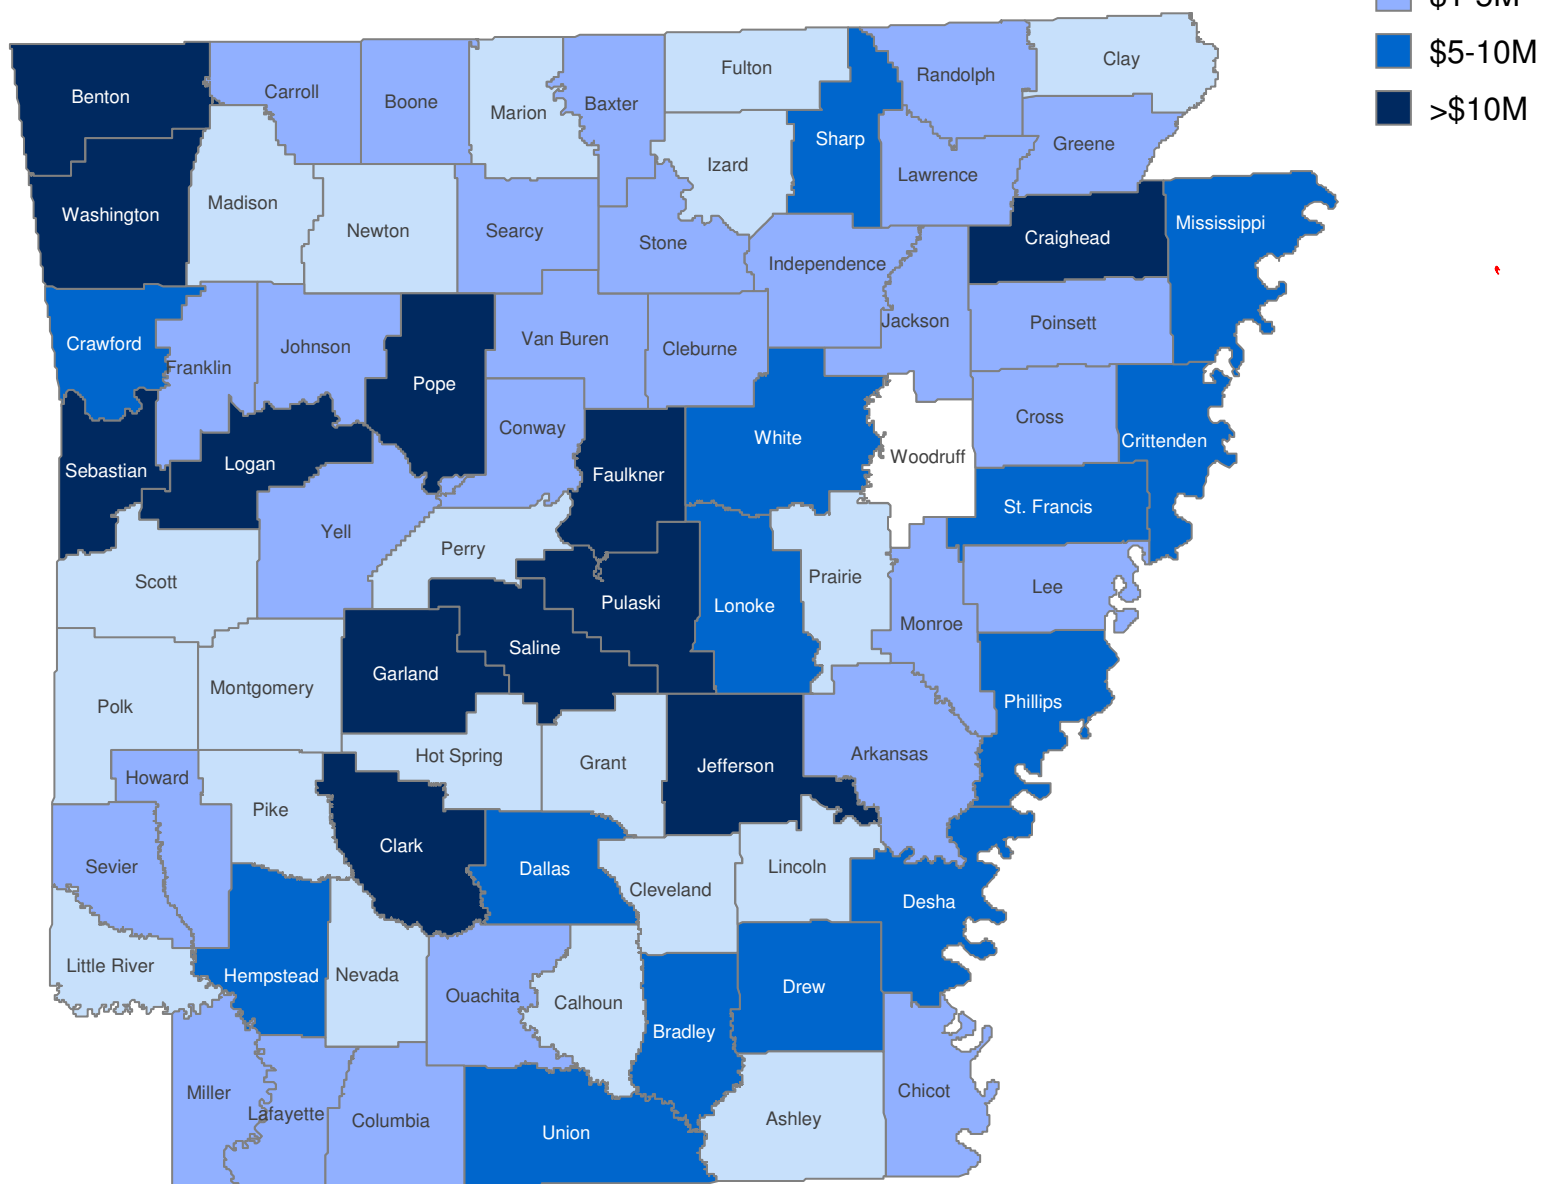 $1-5M
$5-10M
>$10M
Benton
Carroll
Boone
Marion
Baxter
Fulton
Randolph
Clay
Sharp
Izard
Greene
Lawrence
Washington
Madison
Newton
Searcy
Stone
Independence
Craighead
Mississippi
Crawford
Franklin
Johnson
Pope
Van Buren
Cleburne
Jackson
Poinsett
Sebastian
Logan
Conway
Faulkner
White
Woodruff
Cross
Crittenden
St. Francis
Yell
Perry
Scott
Pulaski
Lonoke
Prairie
Monroe
Lee
Saline
Garland
Montgomery
Polk
Phillips
Hot Spring
Grant
Jefferson
Arkansas
Howard
Pike
Clark
Dallas
Cleveland
Lincoln
Desha
Sevier
Little River
Hempstead
Nevada
Ouachita
Calhoun
Bradley
Drew
Miller
Lafayette
Columbia
Union
Ashley
Chicot